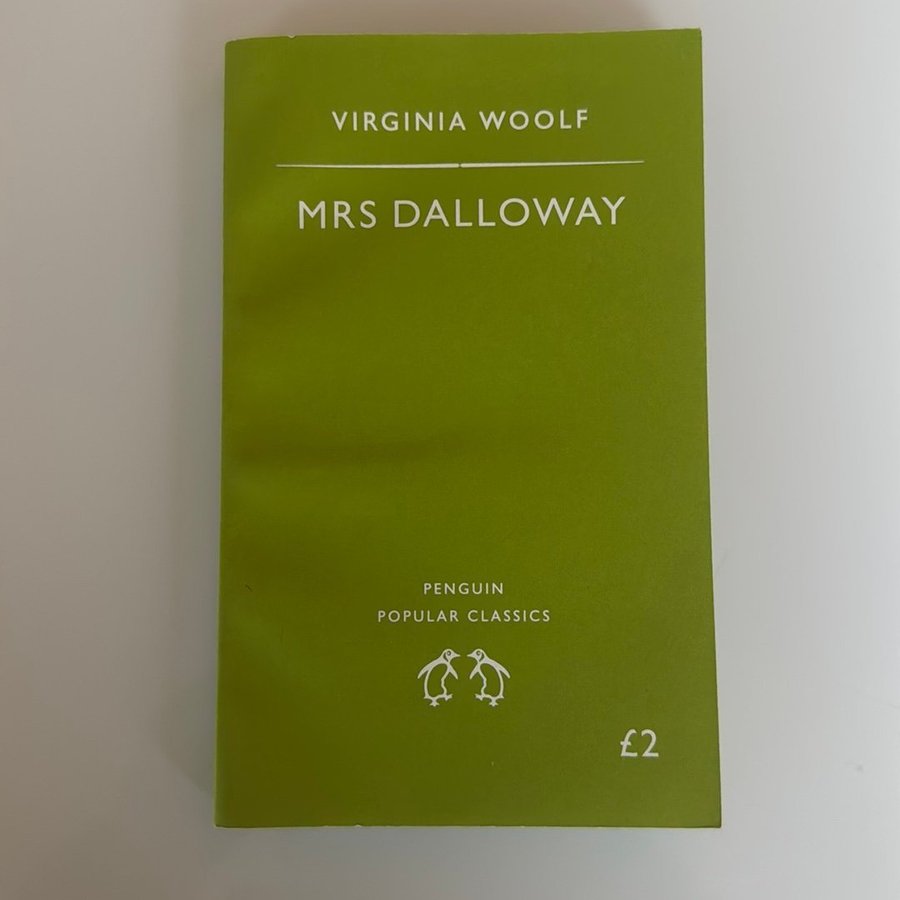 VIRGINIA WOOLF
MRS DALLOWAY
PENGUIN
POPULAR CLASSICS
£2